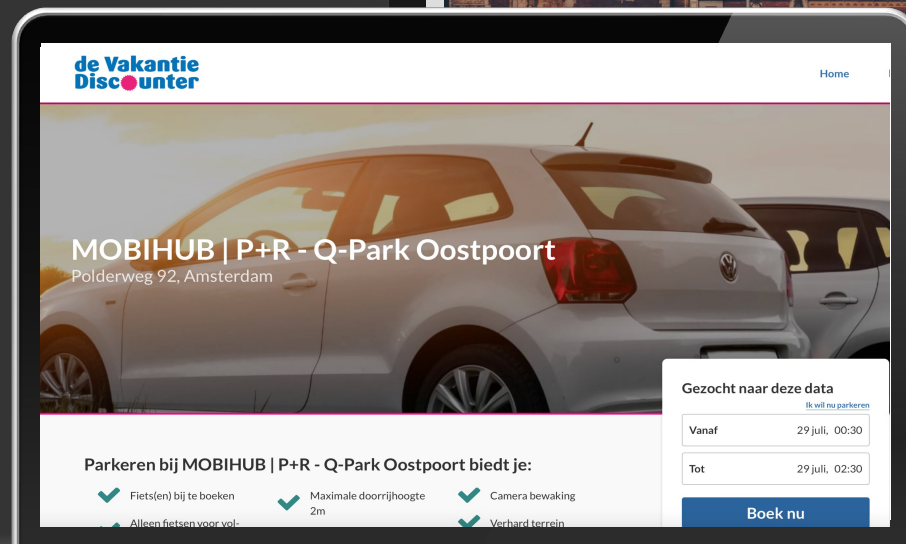 de Vakantie
Discounter
Home
MOBIHUB | P+R - Q-Park Oostpoort
Polderweg 92, Amsterdam
Gezocht naar deze data
Ik wil nu parkeren
Vanaf 29 juli, 00:30
Tot 29 juli, 02:30
Boek nu
Parkeren bij MOBIHUB | P+R - Q-Park Oostpoort biedt je:
Fiets(en) bij te boeken
Maximale doorrijhoogte
2m
Camera bewaking
Alleen fietsen voor vol-
Verhard terrein